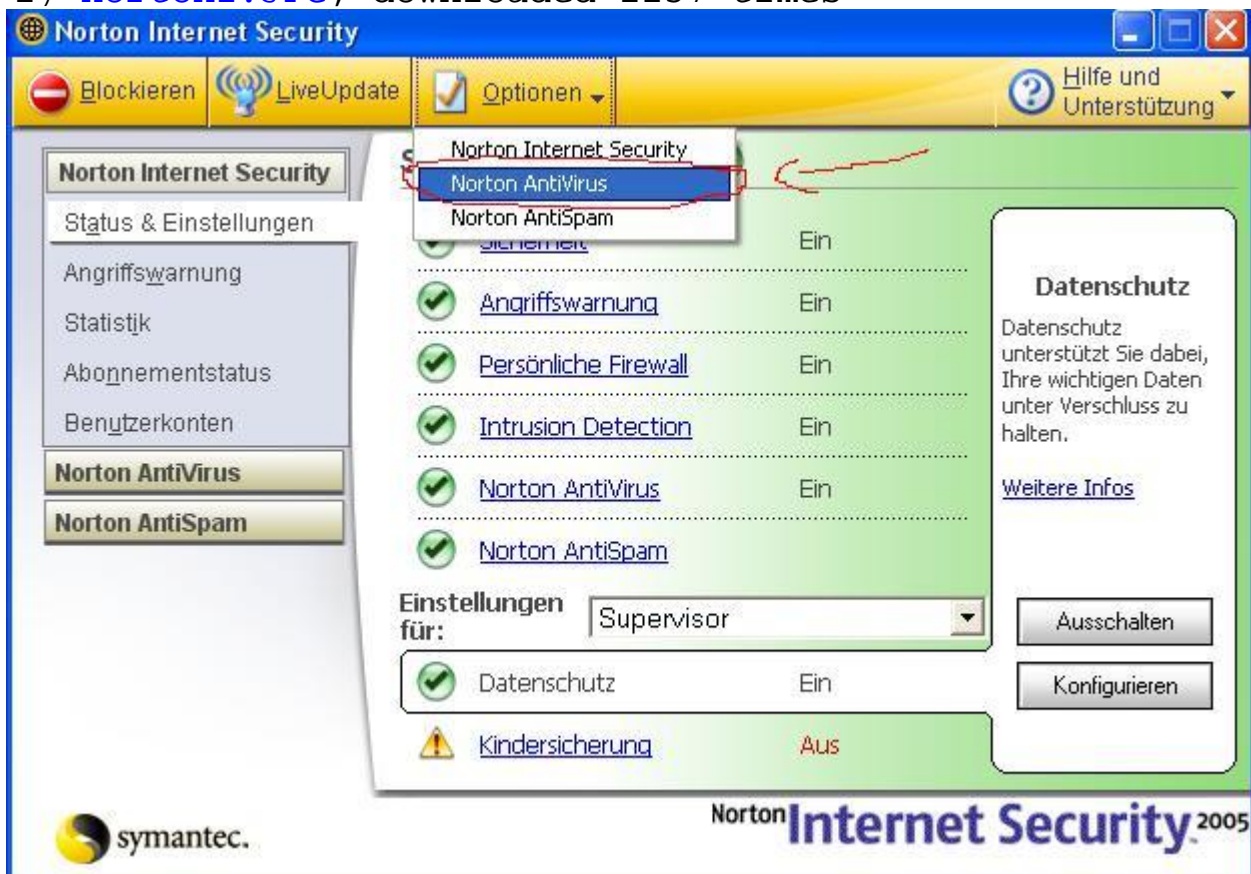 Norton Internet Security
Blockieren LiveUpdate Optionen Hilfe und
Unterstützung
Norton Internet Security
Norton AntiVirus
Norton AntiSpam
Norton Internet Security
Status & Einstellungen
Angriffswarnung
Statistik
Abonnementstatus
Benutzerkonten
Norton AntiVirus
Norton AntiSpam
Sicherheit Ein
Angriffswarnung Ein
Persönliche Firewall Ein
Intrusion Detection Ein
Norton AntiVirus Ein
Norton AntiSpam
Einstellungen
für: Supervisor
Datenschutz Ein
Kindersicherung Aus
Datenschutz
Datenschutz
unterstützt Sie dabei,
Ihre wichtigen Daten
unter Verschluss zu
halten.
Weitere Infos
Ausschalten
Konfigurieren
symantec.
Norton Internet Security 2005